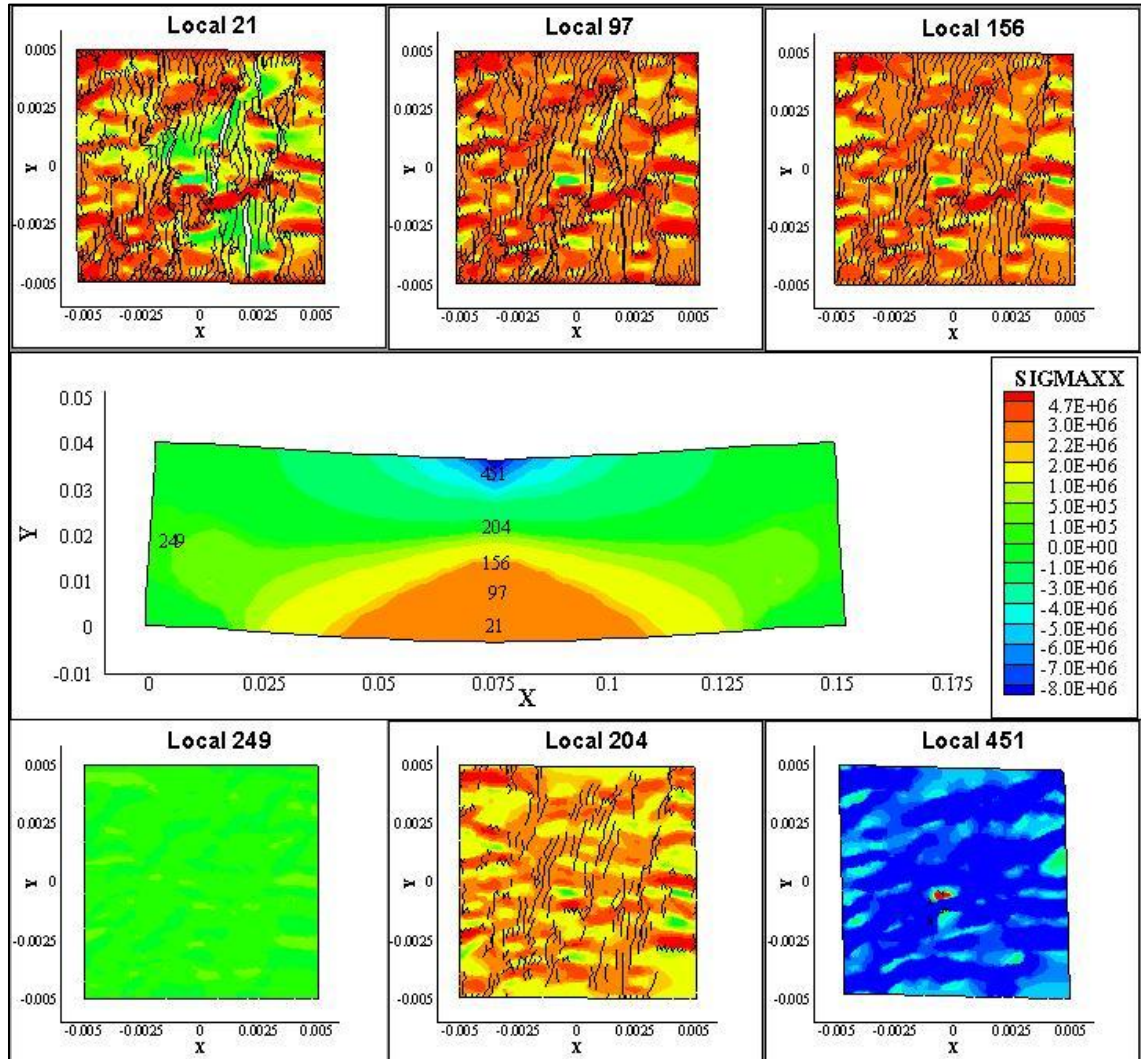 Local 21
0.005
0.0025
0
-0.0025
-0.005
Y
-0.005 -0.0025 0 0.0025 0.005
X
Local 97
0.005
0.0025
0
-0.0025
-0.005
Y
-0.005 -0.0025 0 0.0025 0.005
X
Local 156
0.005
0.0025
0
-0.0025
-0.005
Y
-0.005 -0.0025 0 0.0025 0.005
X
0.05
0.04
0.03
0.02
0.01
0
-0.01
Y
451
204
249
156
97
21
0 0.025 0.05 0.075 0.1 0.125 0.15 0.175
X
SIGMAXX
4.7E+06
3.0E+06
2.2E+06
2.0E+06
1.0E+06
5.0E+05
1.0E+05
0.0E+00
-1.0E+06
-3.0E+06
-4.0E+06
-5.0E+06
-6.0E+06
-7.0E+06
-8.0E+06
Local 249
0.005
0.0025
0
-0.0025
-0.005
Y
-0.005 -0.0025 0 0.0025 0.005
X
Local 204
0.005
0.0025
0
-0.0025
-0.005
Y
-0.005 -0.0025 0 0.0025 0.005
X
Local 451
0.005
0.0025
0
-0.0025
-0.005
Y
-0.005 -0.0025 0 0.0025 0.005
X